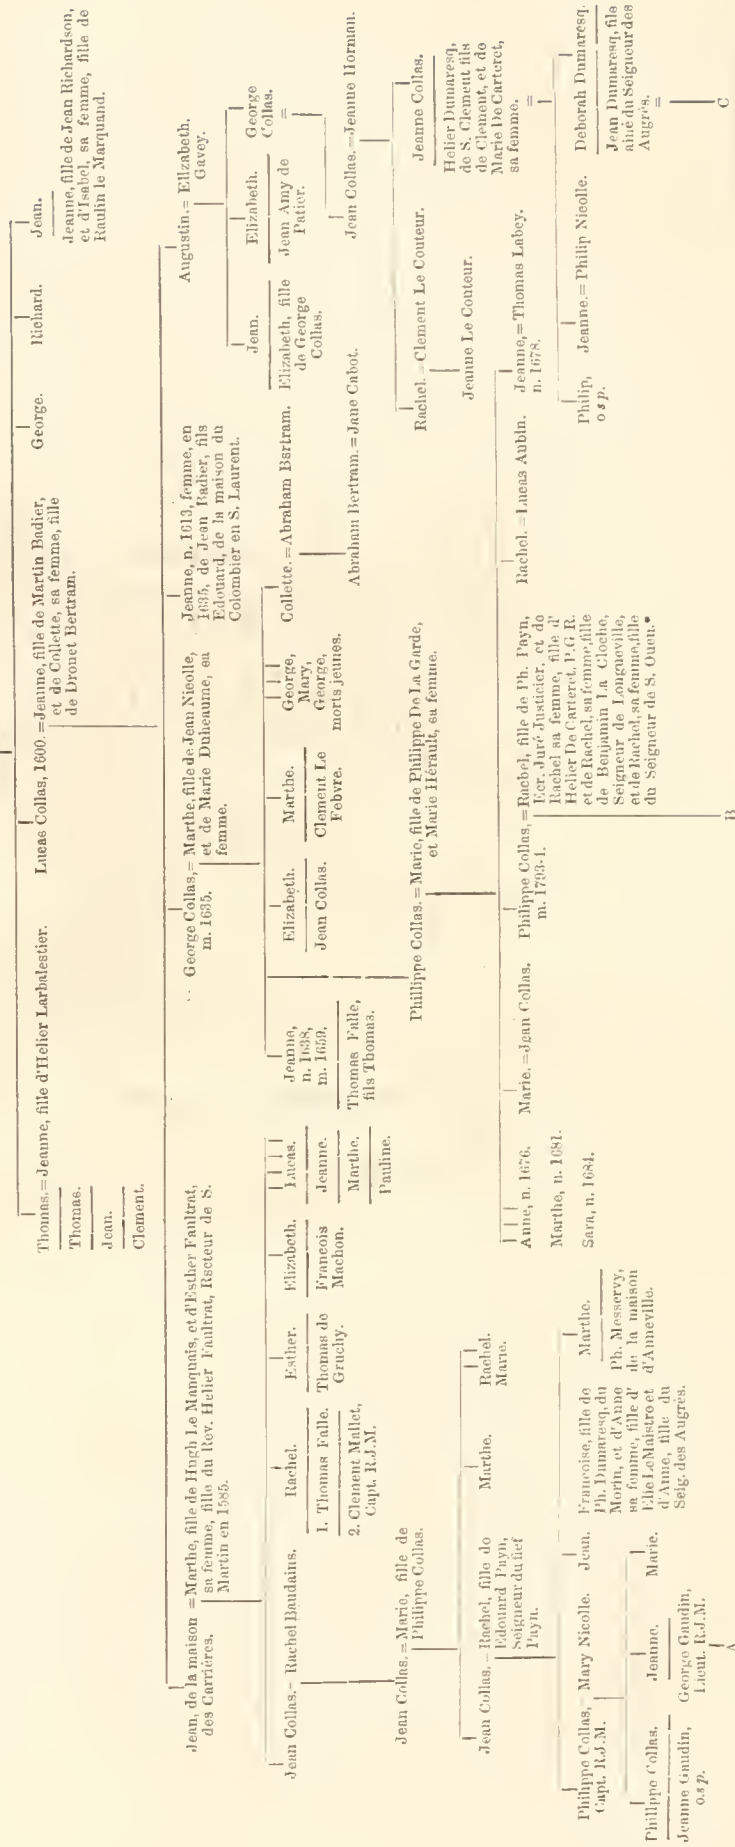 Thomas.=Jeanne, fille d'Helier Larbalestier.
Thomas.
Jean.
Clement.
Lucas Collas, 1600.=Jeanne, fille de Martin Badier,
et de Collette, sa femme, fille
de Drouet Bertram.
George.
Richard.
Jean.
Jeanne, fille de Jean Richardson,
et d'Isabel, sa femme, fille de
Raulin le Marquand.
Jean, de la maison =Marthe, fille de Hugh Le Manquais, et d'Esther Faultrat,
des Carrières. sa femme, fille du Rev. Helier Faultrat, Recteur de S.
Martin en 1585.
George Collas,=Marthe, fille de Jean Nicolle,
m. 1635. et de Marie Duheaume, sa
femme.
Jeanne, n. 1613, femme, en
1635, de Jean Badier, fils
Edouard, de la maison du
Colombier en S. Laurent.
Augustin.=Elizabeth.
Gavey.
Jean Collas.- Rachel Baudains.
Rachel.
1. Thomas Falle.
2. Clement Mallet,
Capt. R.J.M.
Esther.
Thomas de
Gruchy.
Elizabeth.
Francois
Machon.
Lucas.
Jeanne.
Marthe.
Pauline.
Jeanne,
n. 1638,
m. 1659.
Thomas Falle,
fils Thomas.
Elizabeth.
Jean Collas.
Marthe.
Clement Le
Febvre.
George,
Mary,
George,
morts jeunes.
Collette.=Abraham Bertram.
Jean.
Elizabeth, fille
de George
Collas.
Elizabeth.
Jean Amy de
Patier.
George
Collas.
=
Abraham Bertram.=Jane Cabot.
Jean Collas.=Jeanne Horman.
Jean Collas.=Marie, fille de
Philippe Collas.
Phillippe Collas.=Marie, fille de Philippe De La Garde,
et Marie Hérault, sa femme.
Rachel.=Clement Le Couteur.
Jeanne Le Couteur.
Jeanne Collas.
Helier Dumaresq,
de S. Clement fils
de Clement, et de
Marie De Carteret,
sa femme.
=
Jean Collas.-Rachel, fille de
Edouard Payn,
Seigneur du fief
Payn.
Marthe.
Rachel.
Marie.
Anne, n. 1676.
Marthe, n. 1681.
Sara, n. 1684.
Marie.=Jean Collas.
Philippe Collas,=Rachel, fille de Ph. Payn,
m. 1703-4. Ecr. Juré Justicier, et de
Rachel sa femme, fille d'
Helier De Carteret, P.G.R.
et de Rachel, sa femme, fille
de Benjamin La Cloche,
Seigneur de Longueville,
et de Rachel, sa femme, fille
du Seigneur de S. Ouen.*
Rachel.=Lucas Aubin.
Jeanne,=Thomas Labey.
n. 1678.
Philippe Collas,- Mary Nicolle.
Capt. R.J.M.
Jean.
Francoise, fille de
Ph. Dumaresq, du
Morin, et d'Anne
sa femme, fille d'
Elie LeMaistre et
d'Anne, fille du
Seig. des Augrès.
Marthe.
Ph. Messervy,
de la maison
d'Anneville.
Philip,
o s p.
Jeanne.=Philip Nicolle.
Deborah Dumaresq.
Jean Dumaresq, fils
ainé du Seigneur des
Augrès.
=
Philippe Collas.
Jeanne Gaudin,
o.s p.
Jeanne.
George Gaudin,
Lieut. R.J.M.
Marie.
A
B
C